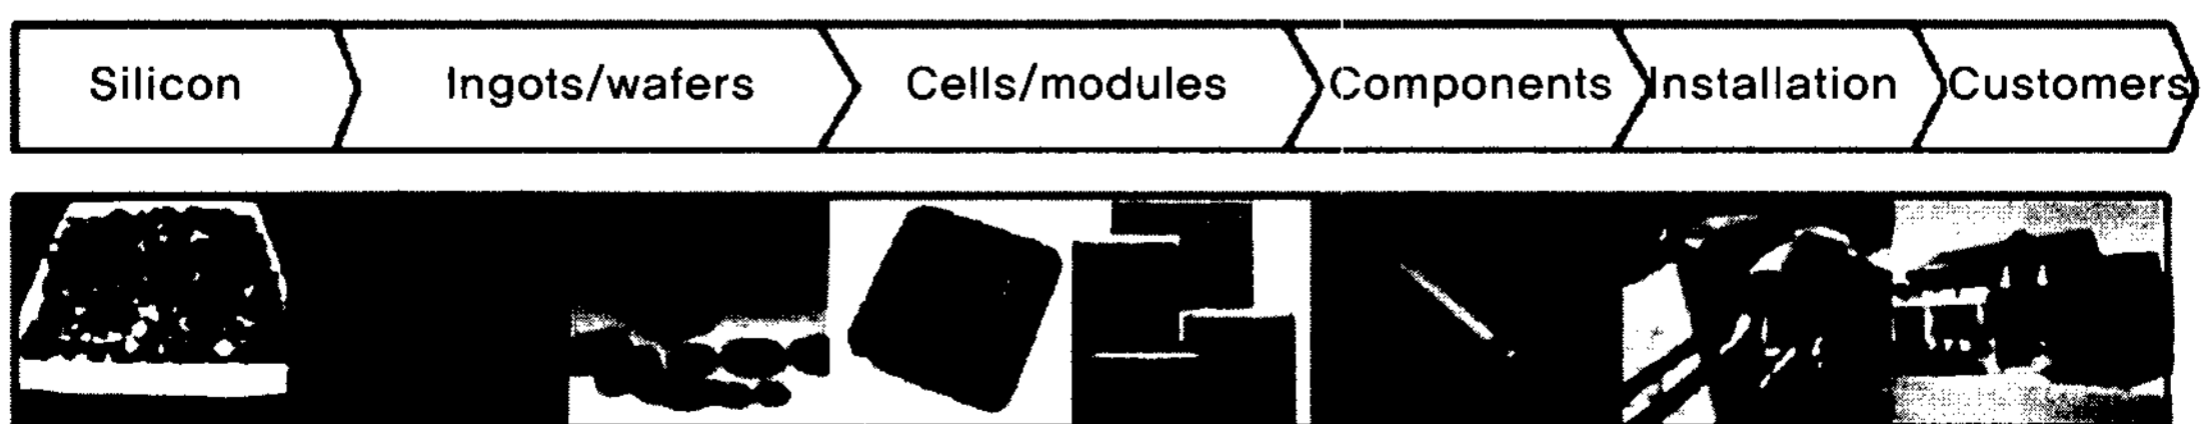 Silicon
Ingots/wafers
Cells/modules
Components
Installation
Customers